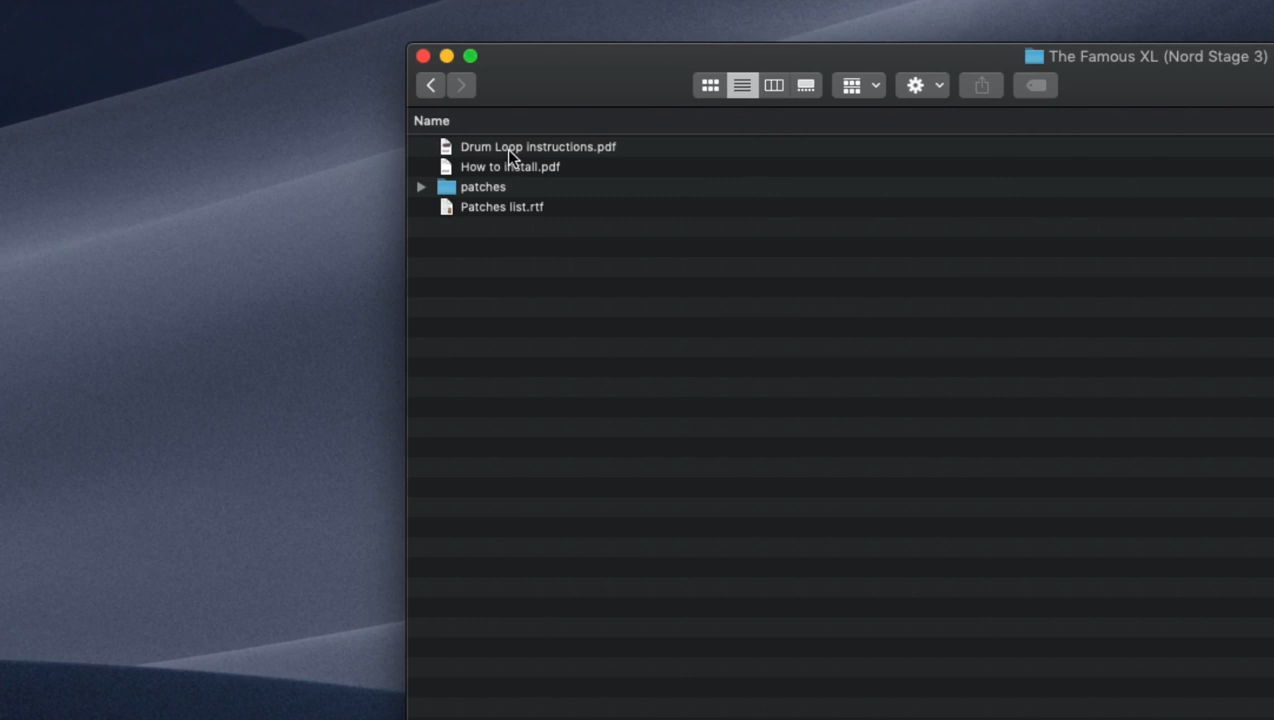 The Famous XL (Nord Stage 3)
Name
Drum Loop instructions.pdf
How to install.pdf
patches
Patches list.rtf